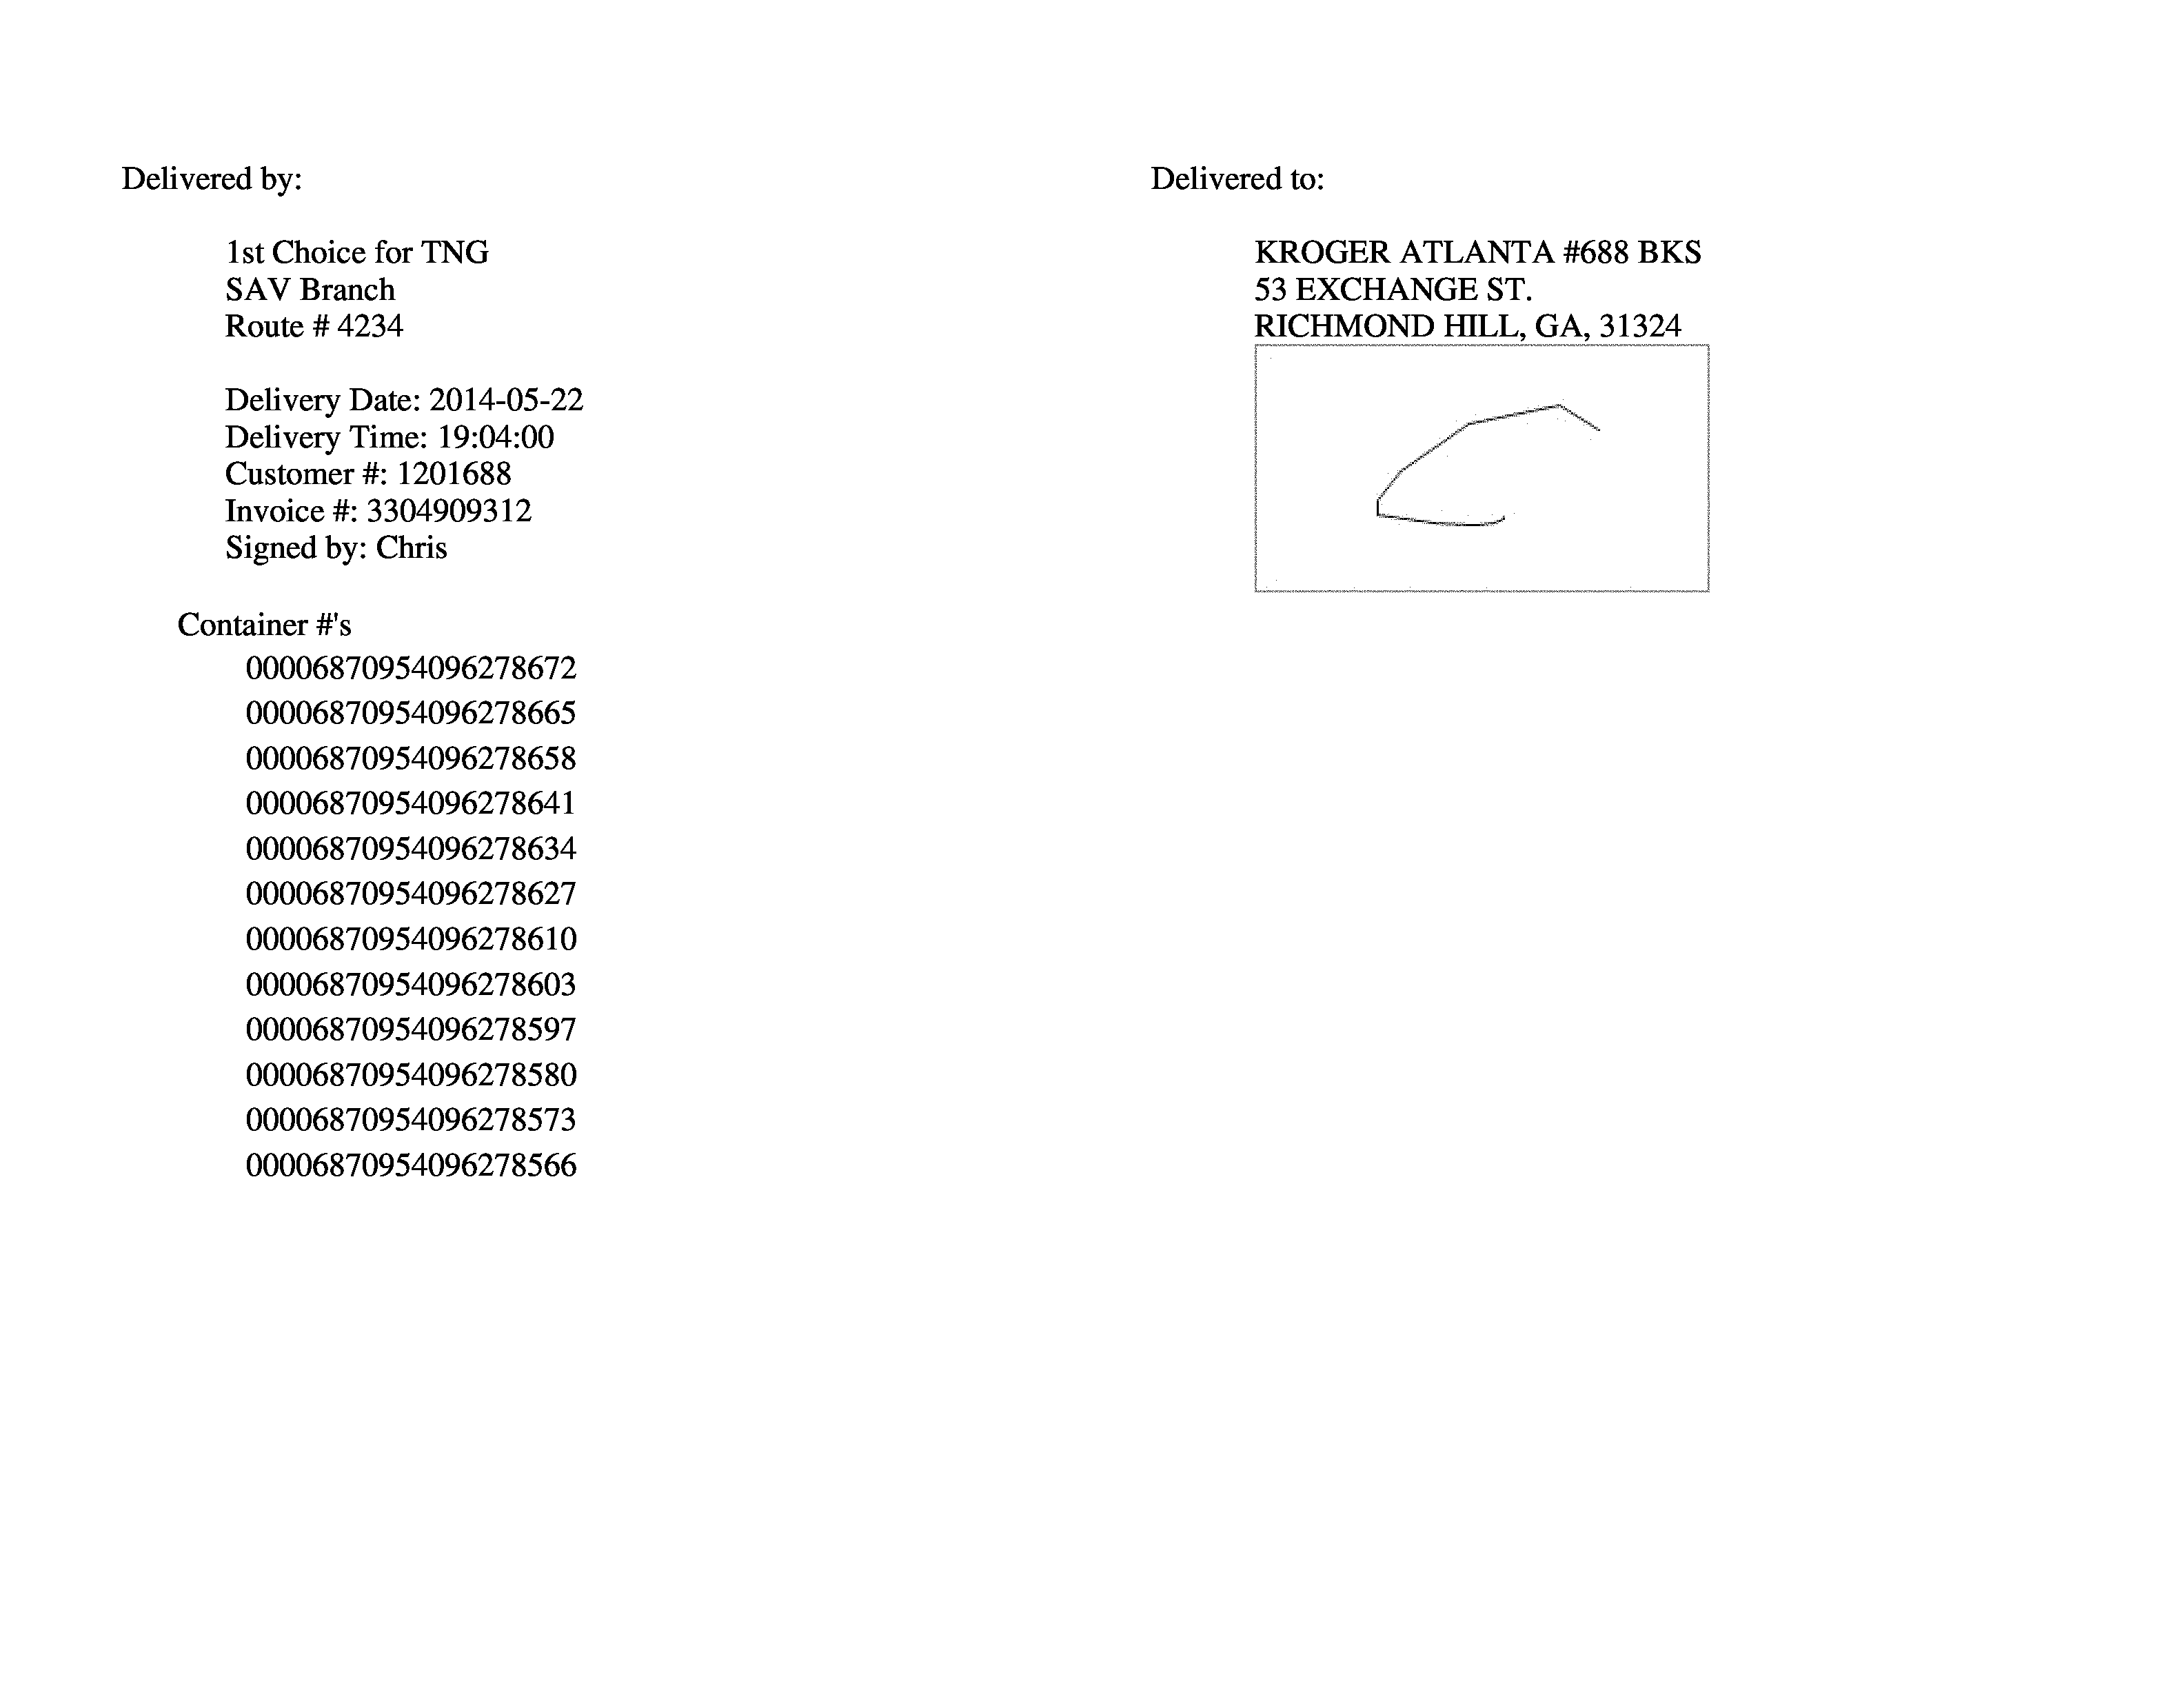 Delivered by:
1st Choice for TNG
SAV Branch
Route # 4234
Delivery Date: 2014-05-22
Delivery Time: 19:04:00
Customer #: 1201688
Invoice #: 3304909312
Signed by: Chris
Container #'s
00006870954096278672
00006870954096278665
00006870954096278658
00006870954096278641
00006870954096278634
00006870954096278627
00006870954096278610
00006870954096278603
00006870954096278597
00006870954096278580
00006870954096278573
00006870954096278566
Delivered to:
KROGER ATLANTA #688 BKS
53 EXCHANGE ST.
RICHMOND HILL, GA, 31324